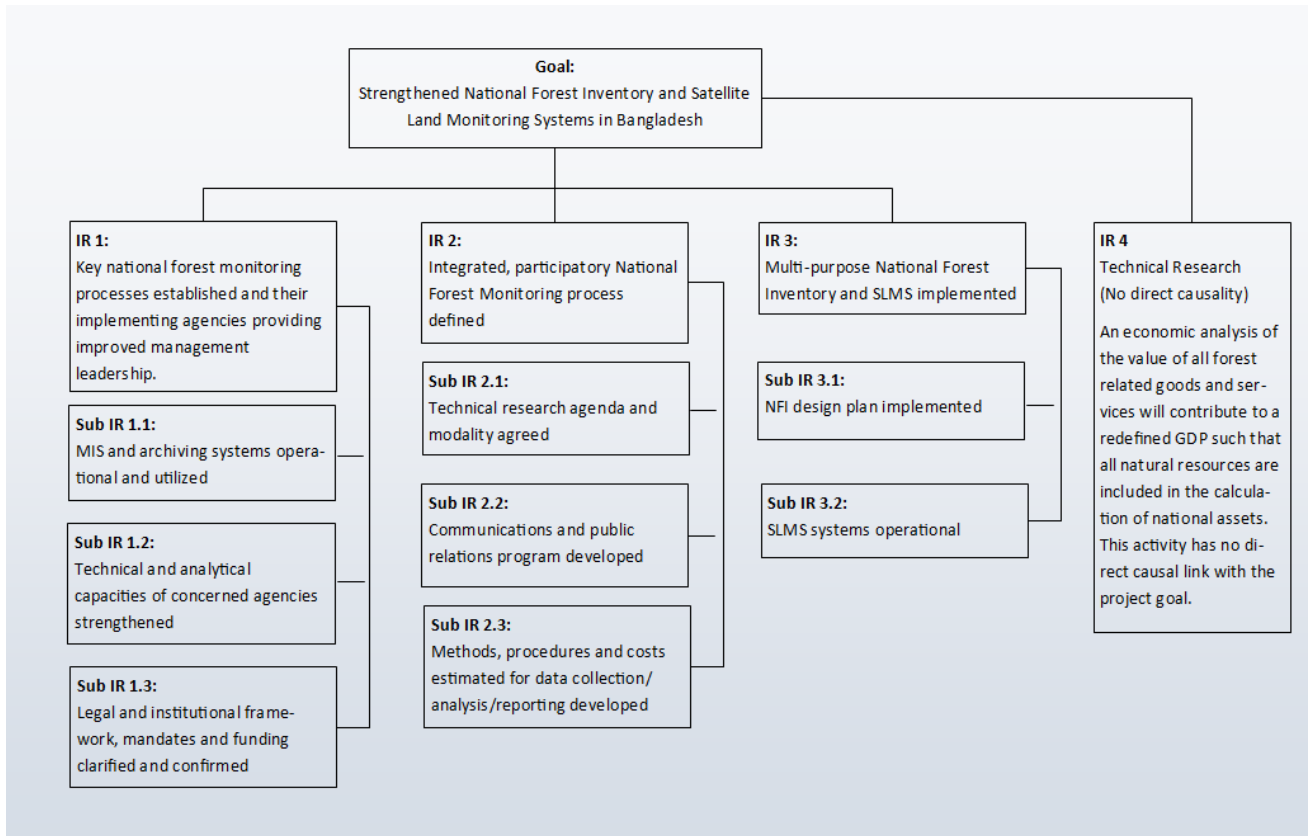 Goal:
Strengthened National Forest Inventory and Satellite
Land Monitoring Systems in Bangladesh
IR 1:
Key national forest monitoring
processes established and their
implementing agencies providing
improved management
leadership.
Sub IR 1.1:
MIS and archiving systems opera-
tional and utilized
Sub IR 1.2:
Technical and analytical
capacities of concerned agencies
strengthened
Sub IR 1.3:
Legal and institutional frame-
work, mandates and funding
clarified and confirmed
IR 2:
Integrated, participatory National
Forest Monitoring process
defined
Sub IR 2.1:
Technical research agenda and
modality agreed
Sub IR 2.2:
Communications and public
relations program developed
Sub IR 2.3:
Methods, procedures and costs
estimated for data collection/
analysis/reporting developed
IR 3:
Multi-purpose National Forest
Inventory and SLMS implemented
Sub IR 3.1:
NFI design plan implemented
Sub IR 3.2:
SLMS systems operational
IR 4
Technical Research
(No direct causality)
An economic analysis of
the value of all forest
related goods and ser-
vices will contribute to a
redefined GDP such that
all natural resources are
included in the calcula-
tion of national assets.
This activity has no di-
rect causal link with the
project goal.